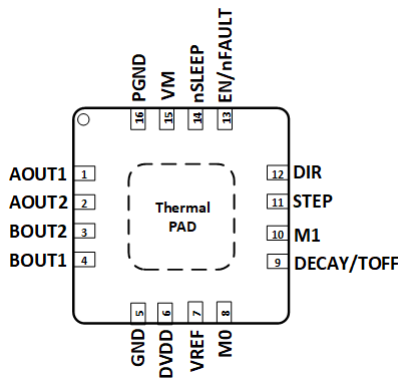 PGND
VM
nSLEEP
EN/nFAULT
16
15
14
13
AOUT1 1
AOUT2 2
BOUT2 3
BOUT1 4
Thermal
PAD
12 DIR
11 STEP
10 M1
9 DECAY/TOFF
5
6
7
8
GND
DVDD
VREF
M0